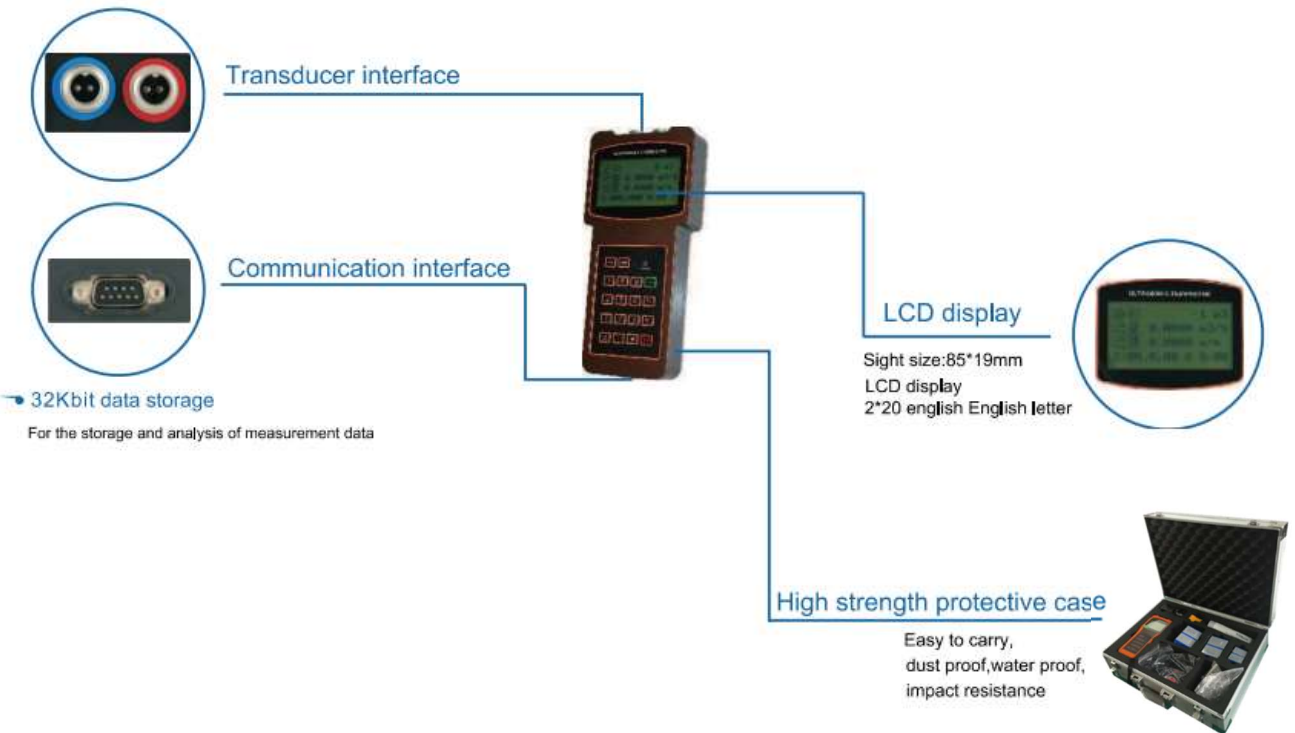 Transducer interface
Communication interface
32Kbit data storage
For the storage and analysis of measurement data
LCD display
Sight size:85*19mm
LCD display
2*20 english English letter
High strength protective case
Easy to carry,
dust proof,water proof,
impact resistance